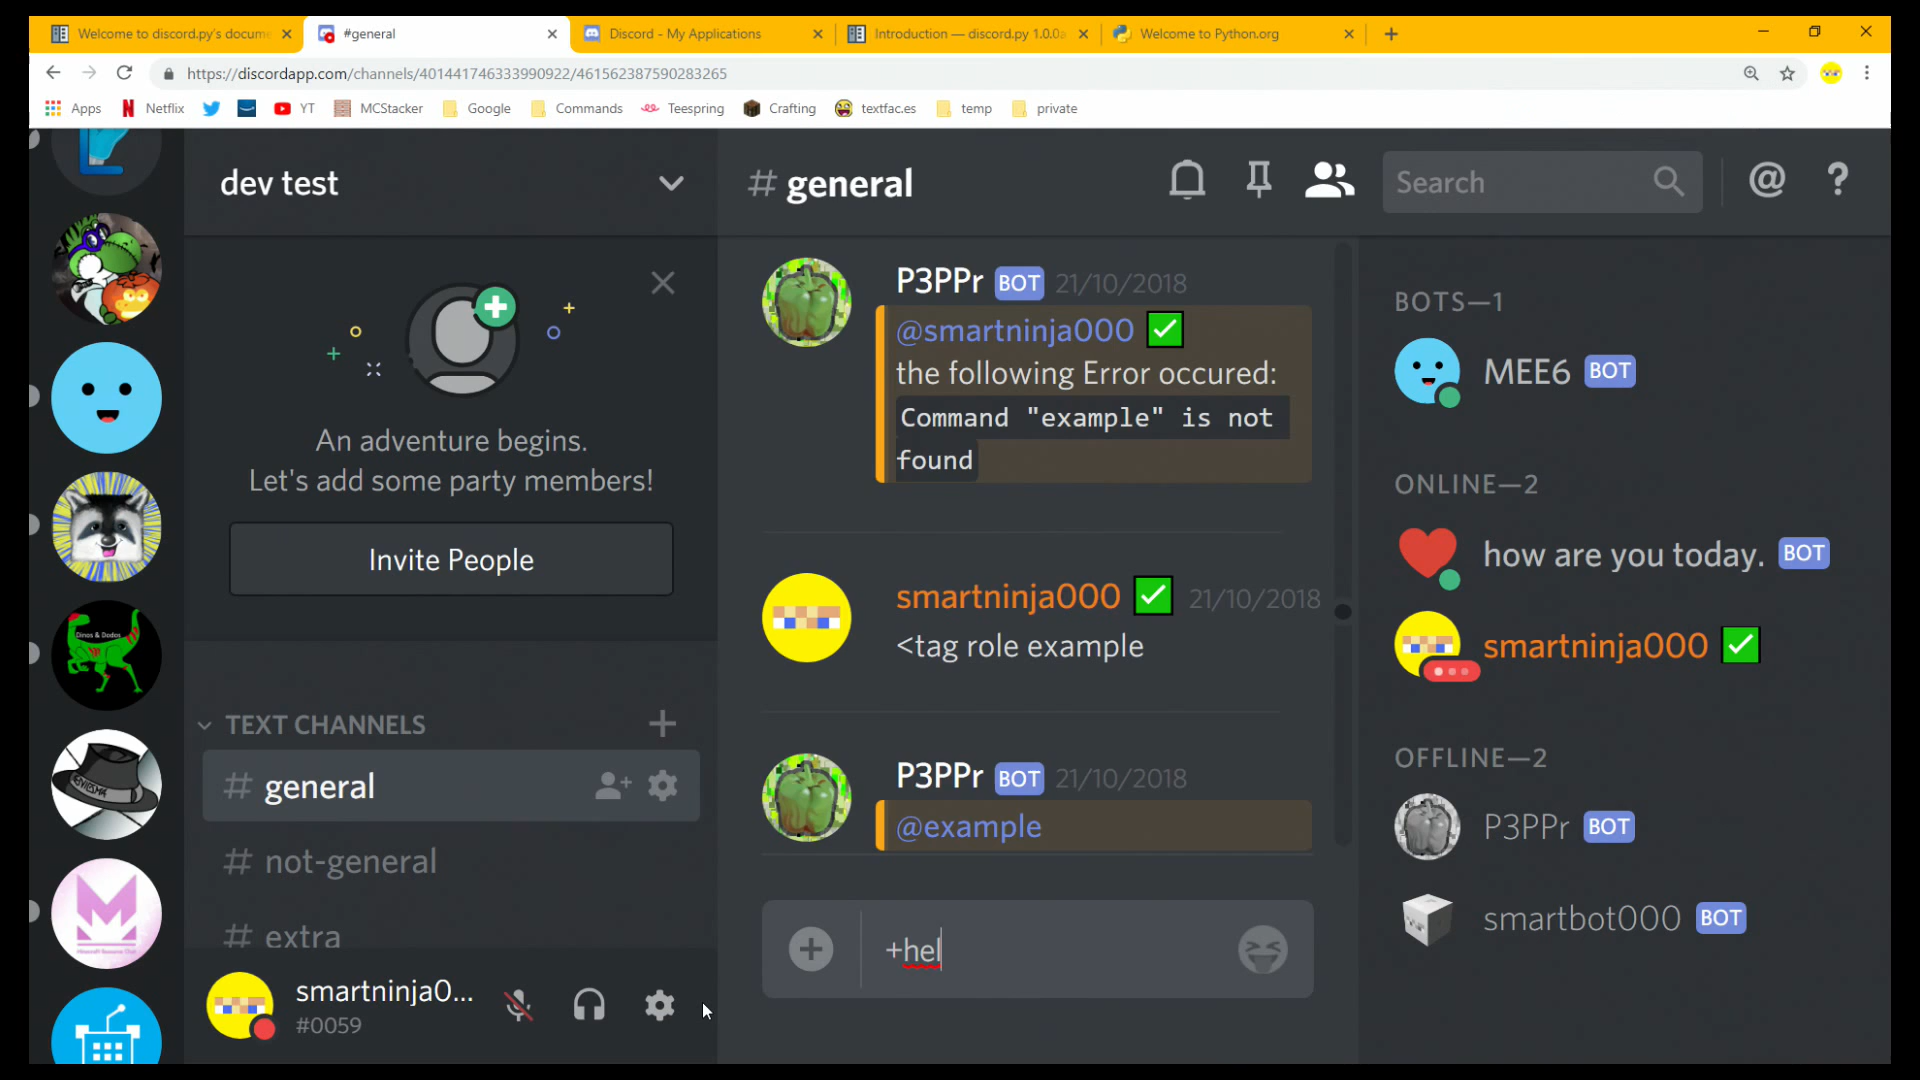 Welcome to discord.py's docume
#general
Discord - My Applications
Introduction — discord.py 1.0.0a
Welcome to Python.org
https://discordapp.com/channels/401441746333990922/461562387590283265
Apps
Netflix
YT
MCStacker
Google
Commands
Teespring
Crafting
textfac.es
temp
private
dev test
# general
Search
An adventure begins.
Let's add some party members!
Invite People
TEXT CHANNELS
# general
# not-general
# extra
smartninja0...
#0059
P3PPr BOT 21/10/2018
@smartninja000 ✅
the following Error occured:
Command "example" is not
found
smartninja000 ✅ 21/10/2018
<tag role example
P3PPr BOT 21/10/2018
@example
+hel
BOTS—1
MEE6 BOT
ONLINE—2
how are you today. BOT
smartninja000 ✅
OFFLINE—2
P3PPr BOT
smartbot000 BOT
Dinos & Dodos